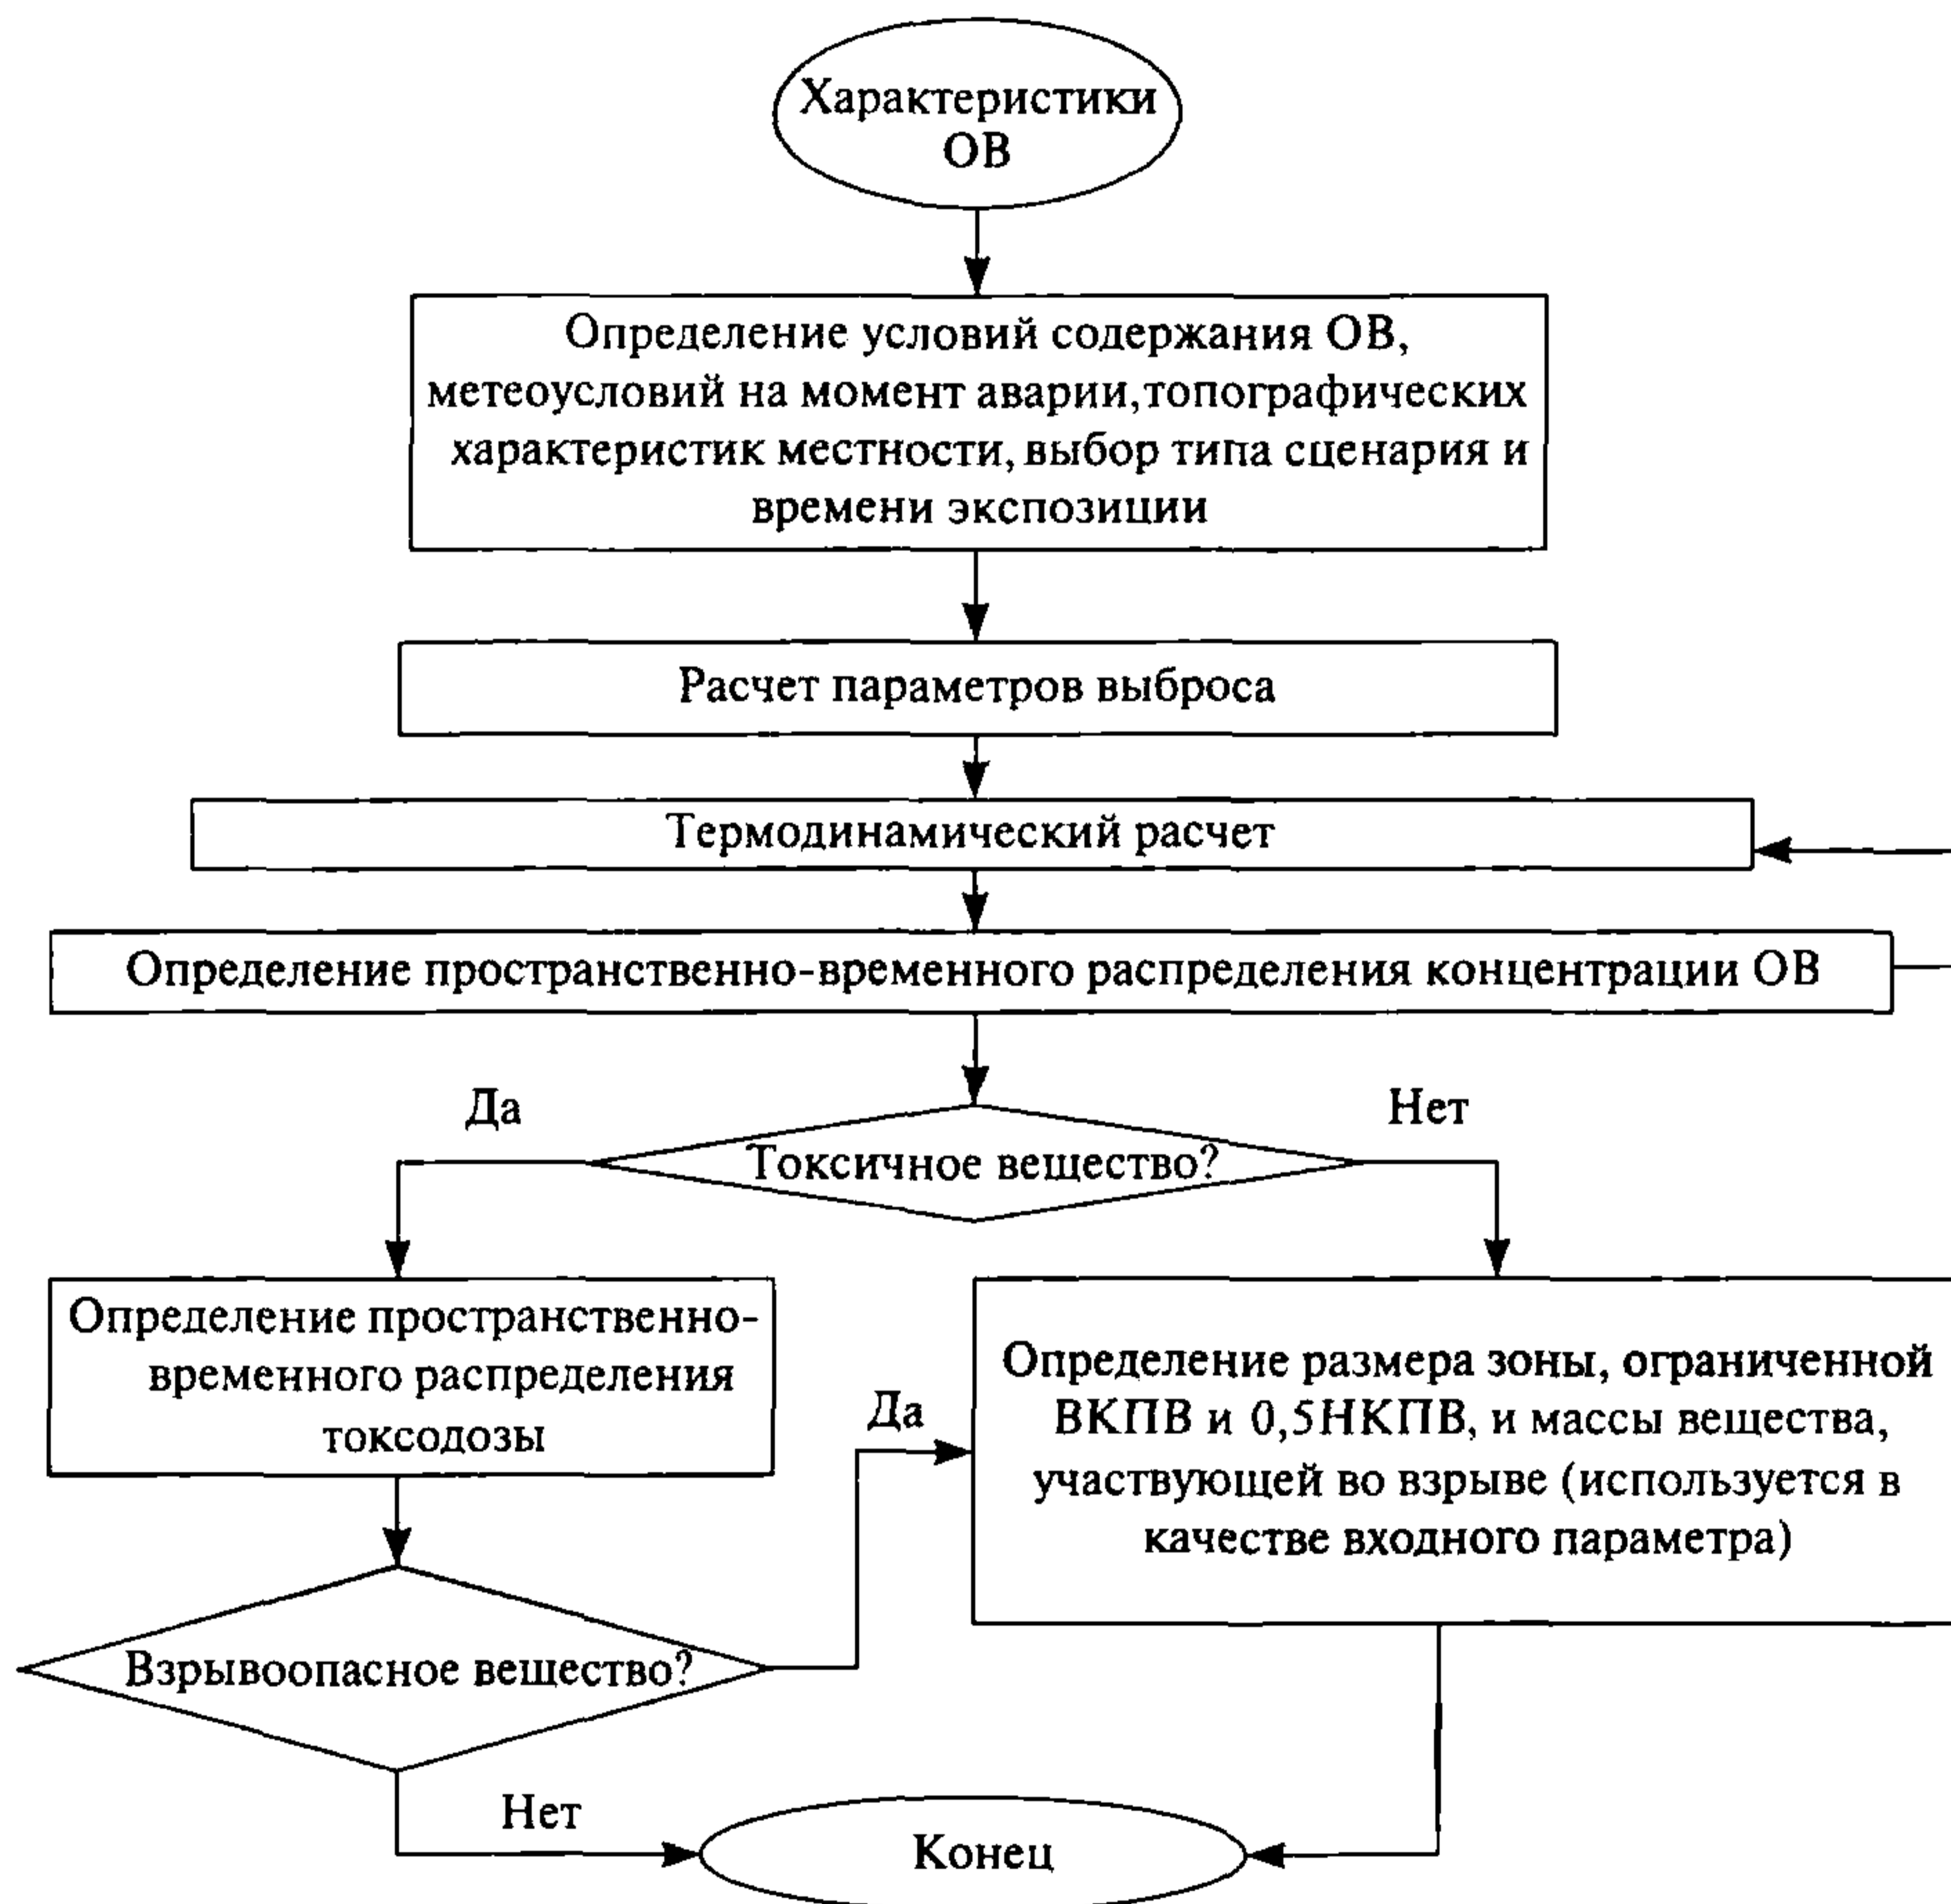 Характеристики
ОВ
Определение условий содержания ОВ,
метеоусловий на момент аварии,топографических
характеристик местности, выбор типа сценария и
времени экспозиции
Расчет параметров выброса
Термодинамический расчет
Определение пространственно-временного распределения концентрации ОВ
Да
Нет
Токсичное вещество?
Определение пространственно-
временного распределения
токсодозы
Да
Определение размера зоны, ограниченной
ВКПВ и 0,5НКПВ, и массы вещества,
участвующей во взрыве (используется в
качестве входного параметра)
Взрывоопасное вещество?
Нет
Конец